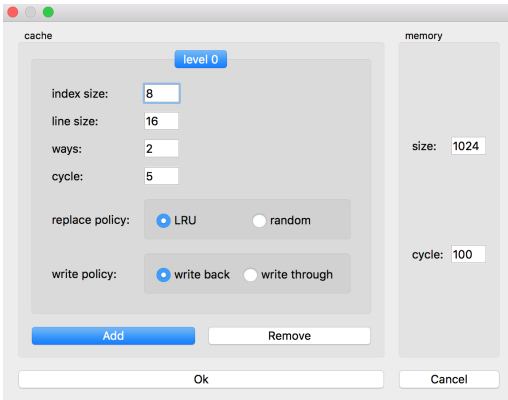 cache
memory
level 0
index size: 8
line size: 16
ways: 2
size: 1024
cycle: 5
replace policy: LRU random
cycle: 100
write policy: write back write through
Add Remove
Ok Cancel